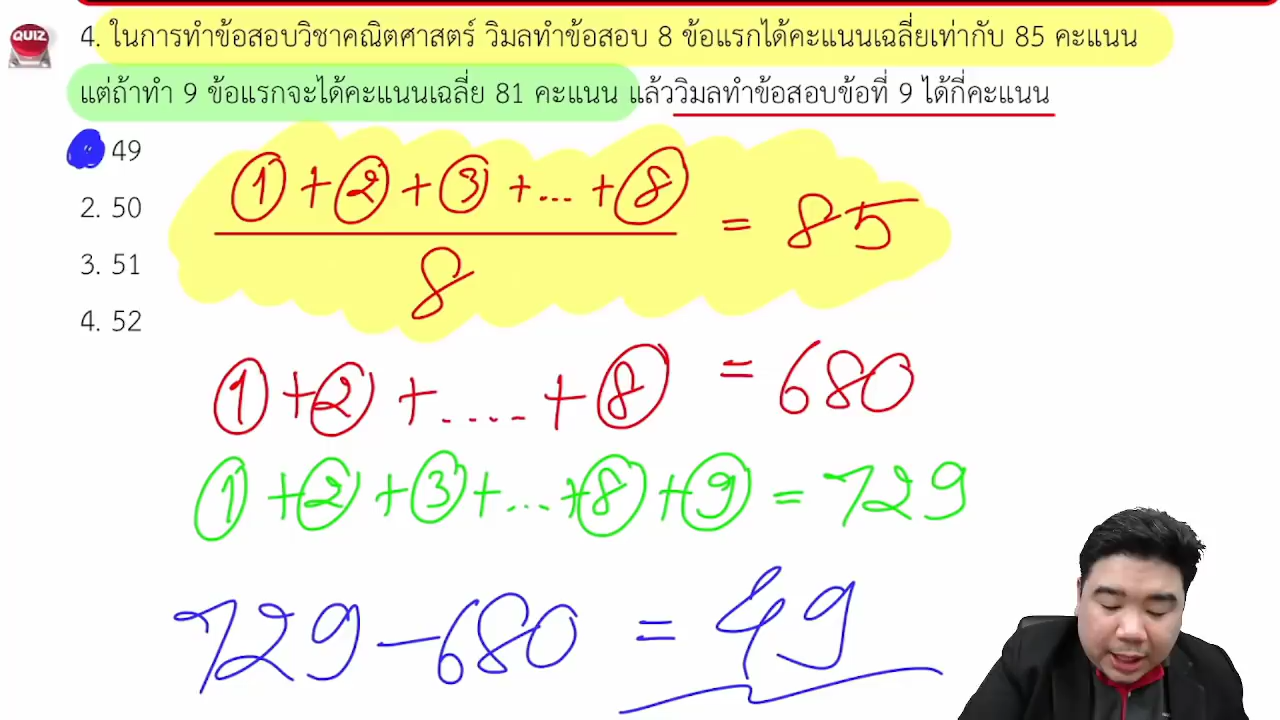 QUIZ
4. ในการทำข้อสอบวิชาคณิตศาสตร์ วิมลทำข้อสอบ 8 ข้อแรกได้คะแนนเฉลี่ยเท่ากับ 85 คะแนน
แต่ถ้าทำ 9 ข้อแรกจะได้คะแนนเฉลี่ย 81 คะแนน แล้ววิมลทำข้อสอบข้อที่ 9 ได้กี่คะแนน
49
2. 50
3. 51
4. 52
① + ② + ③ + ... + ⑧
8
= 85
① + ② + .... + ⑧ = 680
① + ② + ③ + ... + ⑧ + ⑨ = 729
729 - 680 = 49